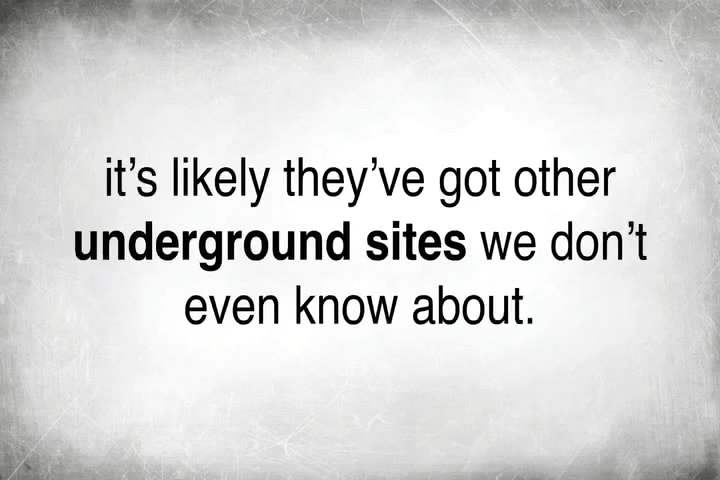 it’s likely they’ve got other
underground sites we don’t
even know about.